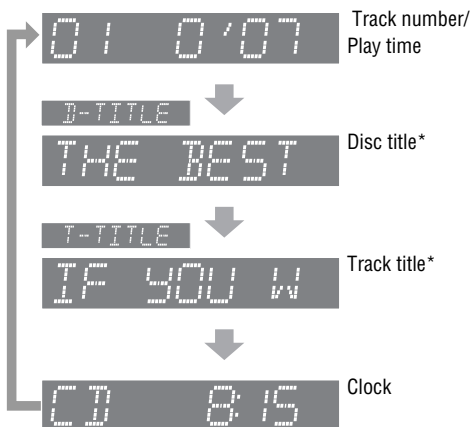 01 0'07
Track number/
Play time
D-TITLE
THE BEST
Disc title*
T-TITLE
IF YOU W
Track title*
CD 8:15
Clock